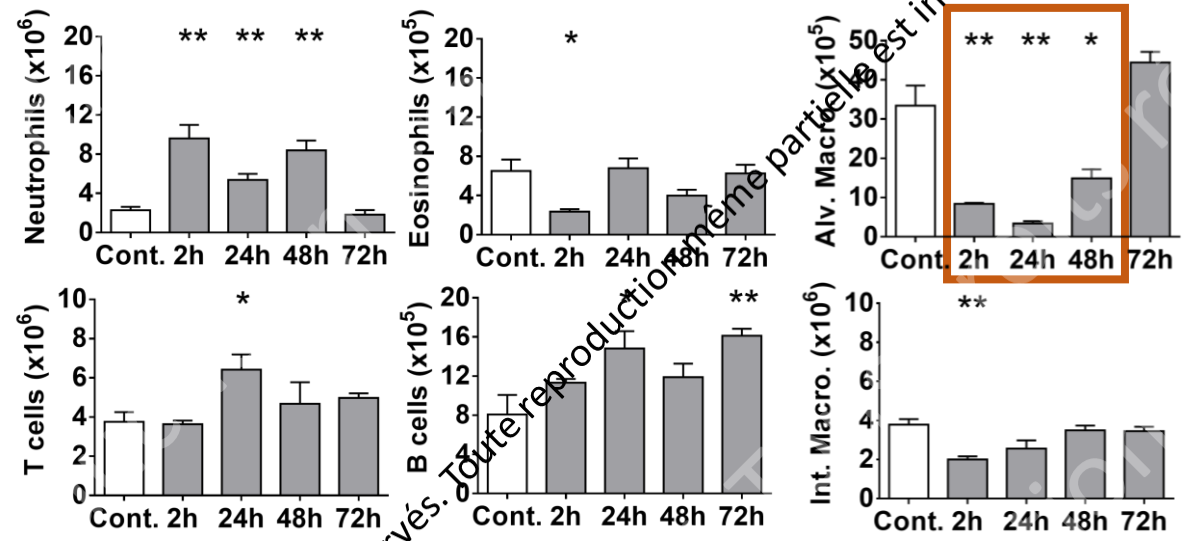 Neutrophils (x10⁶)
20
16
12
8
4
0
** ** **
Cont. 2h 24h 48h 72h
Eosinophils (x10⁵)
20
16
12
8
4
0
*
Cont. 2h 24h 48h 72h
Alv. Macro. (x10⁵)
50
40
30
20
10
0
** ** *
Cont. 2h 24h 48h 72h
T cells (x10⁶)
10
8
6
4
2
0
*
Cont. 2h 24h 48h 72h
B cells (x10⁵)
20
16
12
8
4
0
* **
Cont. 2h 24h 48h 72h
Int. Macro. (x10⁶)
10
8
6
4
2
0
**
Cont. 2h 24h 48h 72h
rvés. Toute reproduction même partielle est in